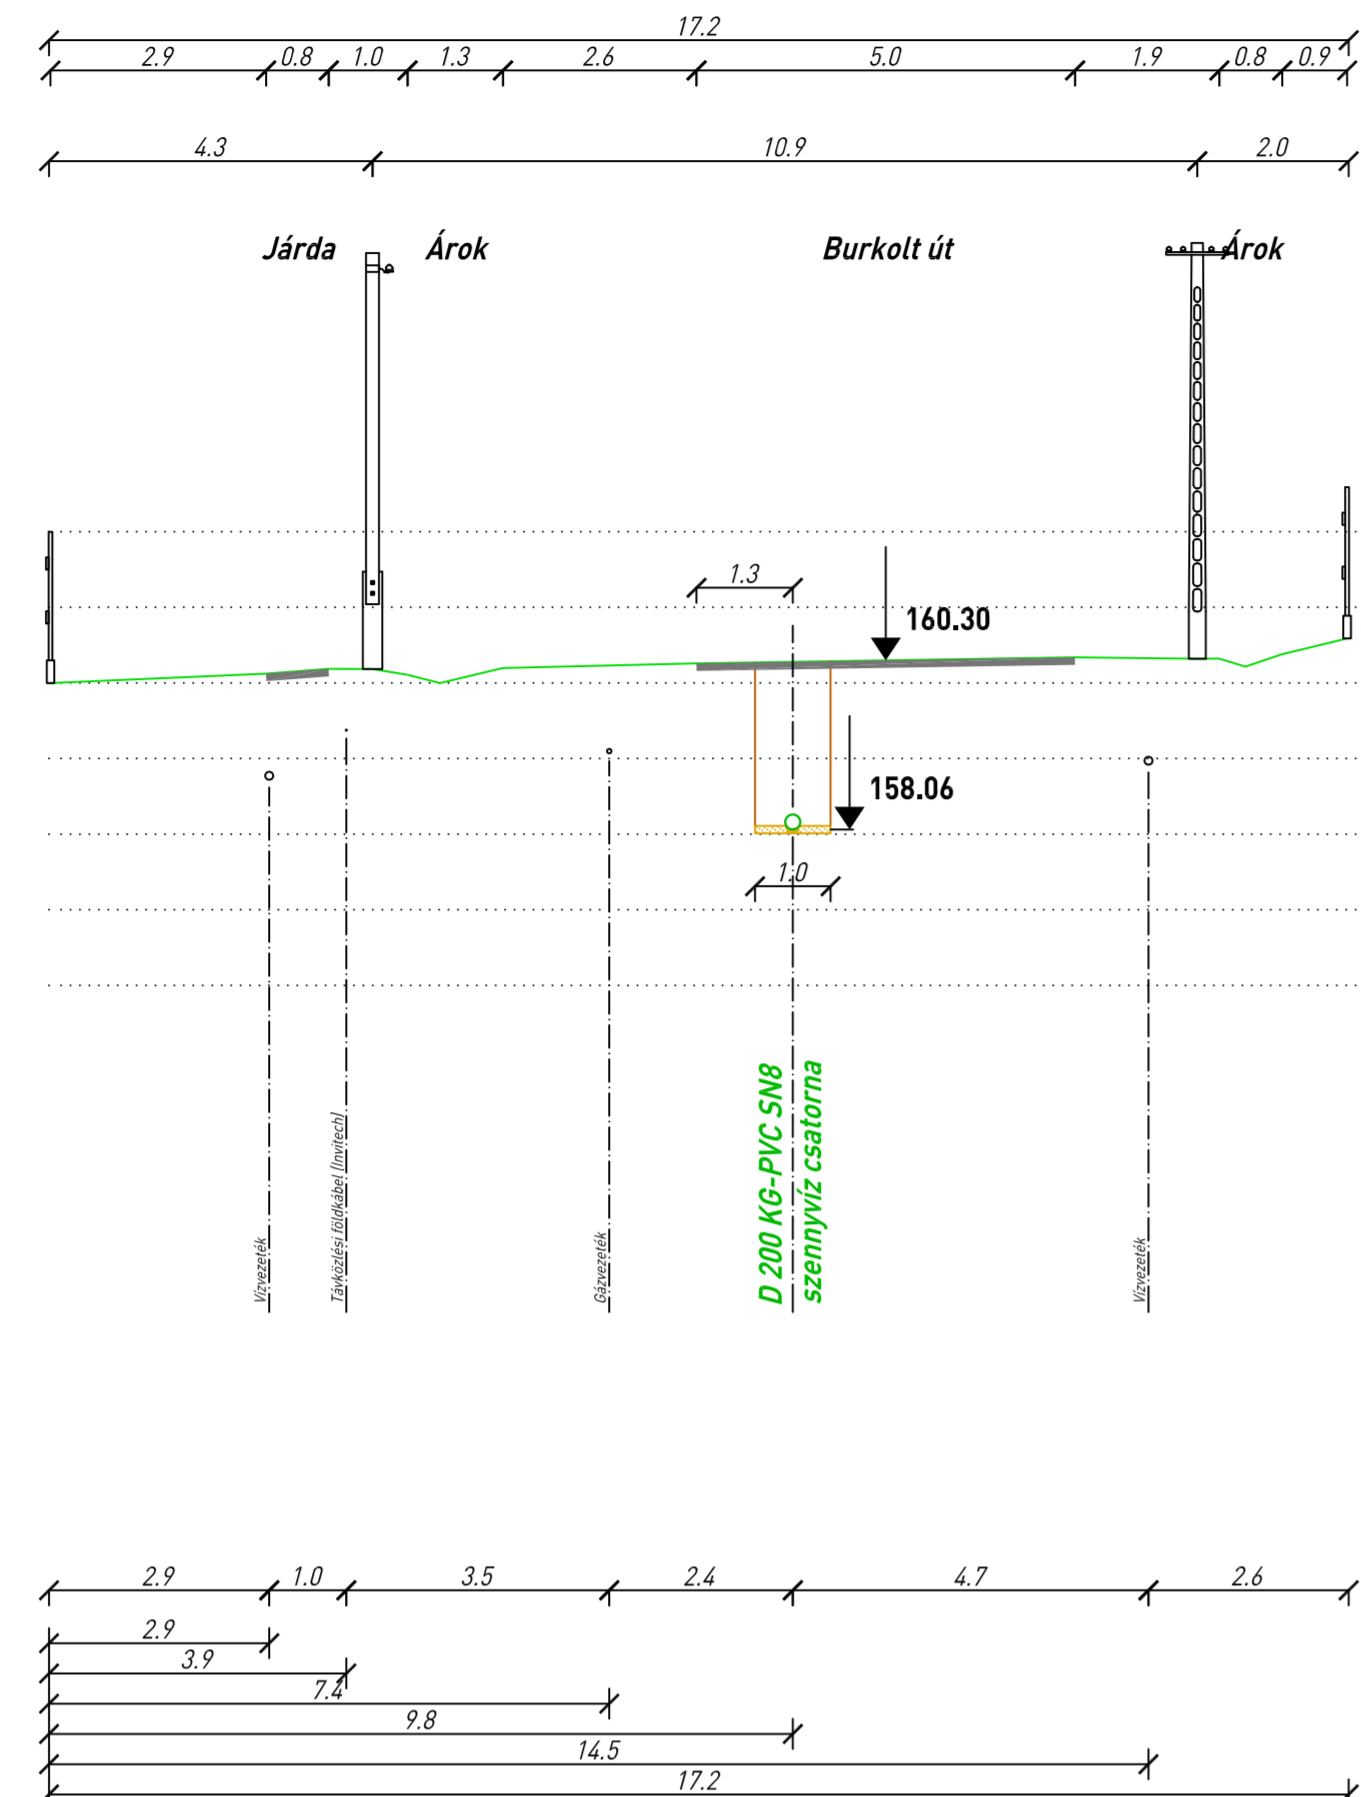 17.2
2.9 0.8 1.0 1.3 2.6 5.0 1.9 0.8 0.9
4.3 10.9 2.0
Járda Árok Burkolt út Árok
1.3
160.30
158.06
1.0
D 200 KG-PVC SN8
szennyvíz csatorna
Vízvezeték
Távközlési földkábel (Invitech)
Gázvezeték
Vízvezeték
2.9 1.0 3.5 2.4 4.7 2.6
2.9
3.9
7.4
9.8
14.5
17.2